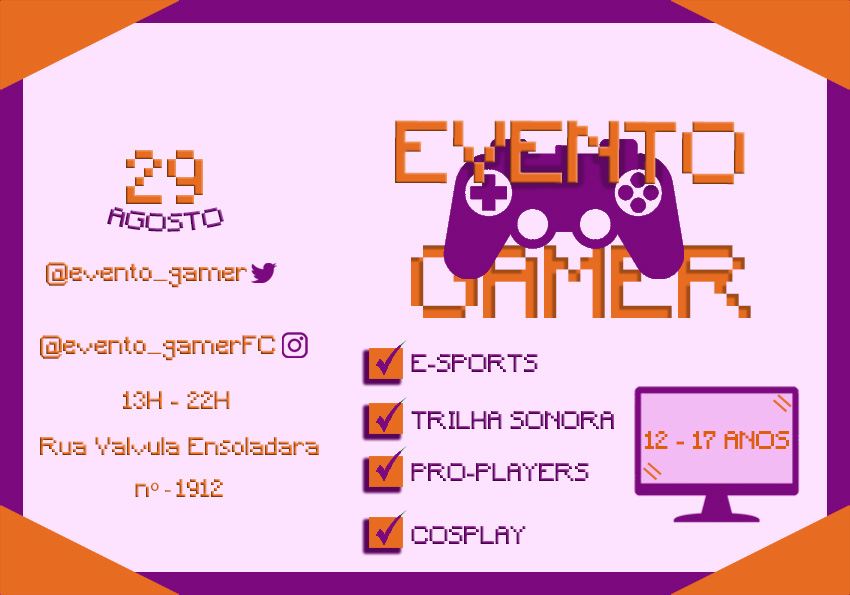 EVENTO
GAMER
29
AGOSTO
@evento_gamer
@evento_gamerFC
13H - 22H
Rua Valvula Ensoladara
nº - 1912
E-SPORTS
TRILHA SONORA
PRO-PLAYERS
COSPLAY
12 - 17 ANOS